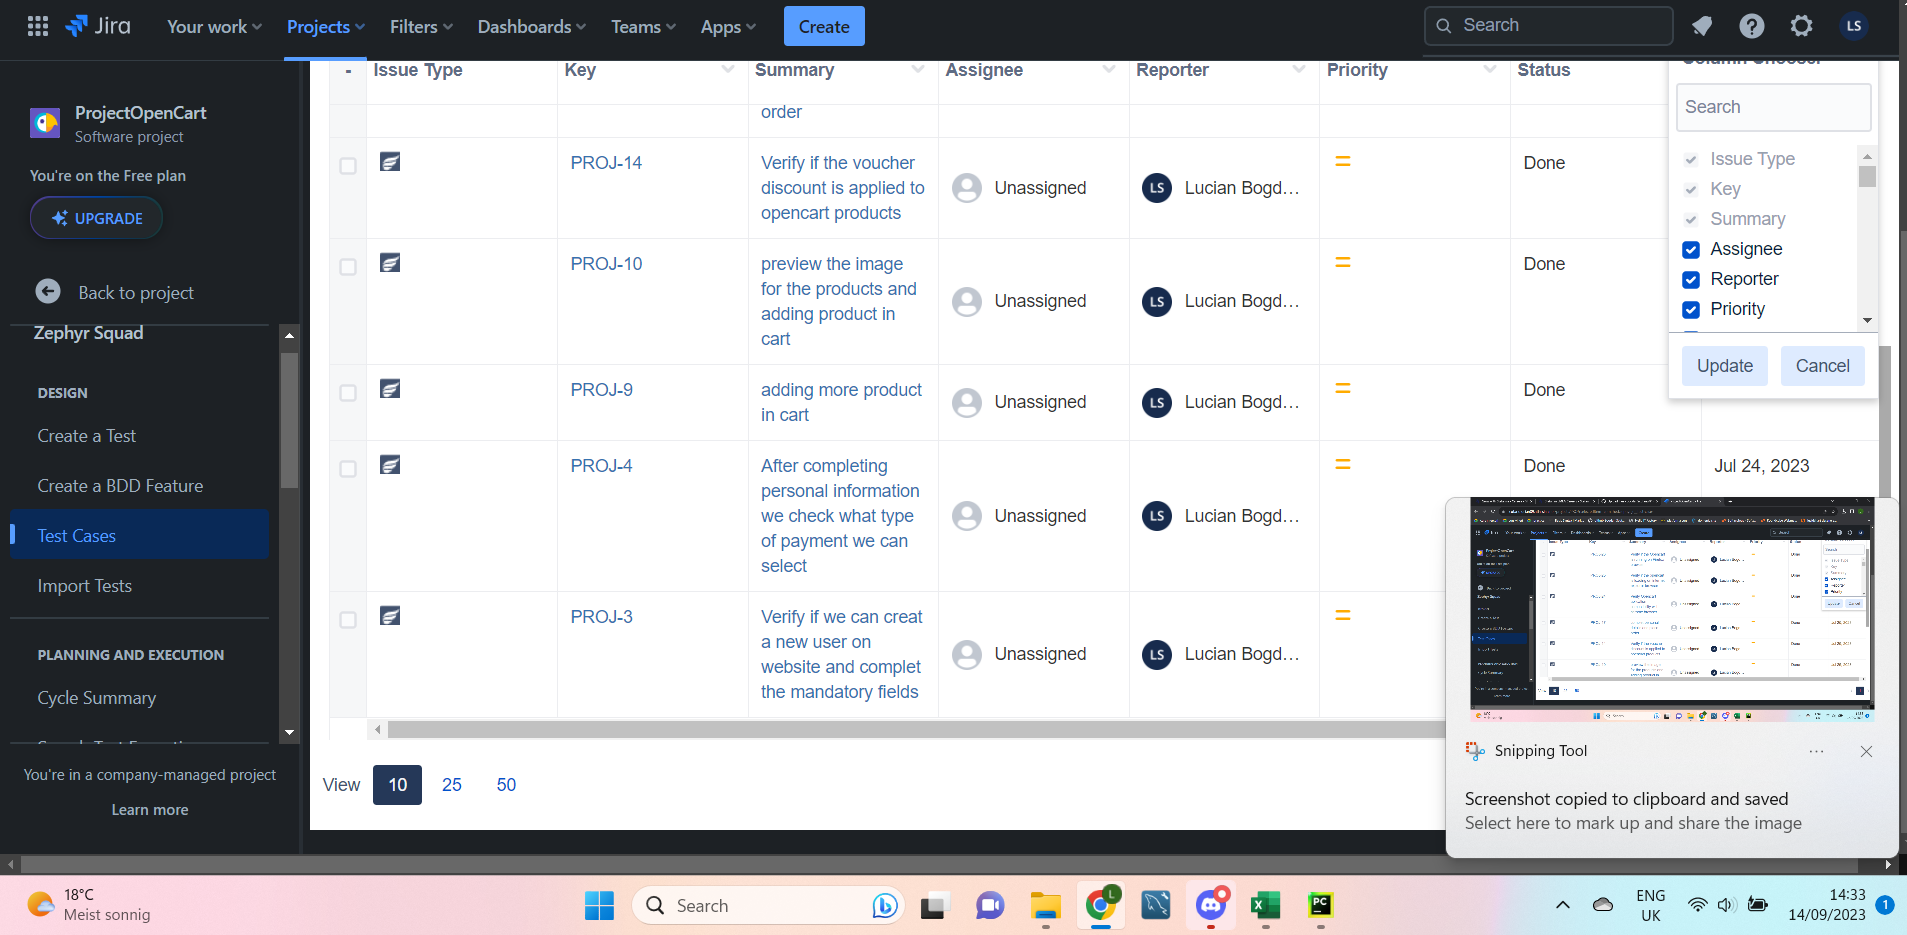 Jira Your work Projects Filters Dashboards Teams Apps Create Search LS
ProjectOpenCart
Software project
You're on the Free plan
UPGRADE
Back to project
Zephyr Squad
DESIGN
Create a Test
Create a BDD Feature
Test Cases
Import Tests
PLANNING AND EXECUTION
Cycle Summary
You're in a company-managed project
Learn more
- Issue Type Key Summary Assignee Reporter Priority Status
order
PROJ-14 Verify if the voucher
discount is applied to
opencart products
Unassigned LS Lucian Bogd... Done
PROJ-10 preview the image
for the products and
adding product in
cart
Unassigned LS Lucian Bogd... Done
PROJ-9 adding more product
in cart
Unassigned LS Lucian Bogd... Done
PROJ-4 After completing
personal information
we check what type
of payment we can
select
Unassigned LS Lucian Bogd... Done Jul 24, 2023
PROJ-3 Verify if we can creat
a new user on
website and complet
the mandatory fields
Unassigned LS Lucian Bogd...
View 10 25 50
Column Chooser
Search
Issue Type
Key
Summary
Assignee
Reporter
Priority
Update Cancel
Snipping Tool
Screenshot copied to clipboard and saved
Select here to mark up and share the image
18°C
Meist sonnig
Search
L
PC
ENG
UK
14:33
14/09/2023
1